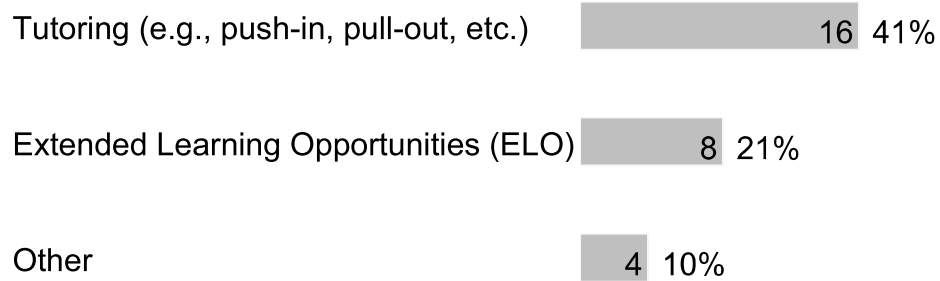 Tutoring (e.g., push-in, pull-out, etc.) 16 41%
Extended Learning Opportunities (ELO) 8 21%
Other 4 10%